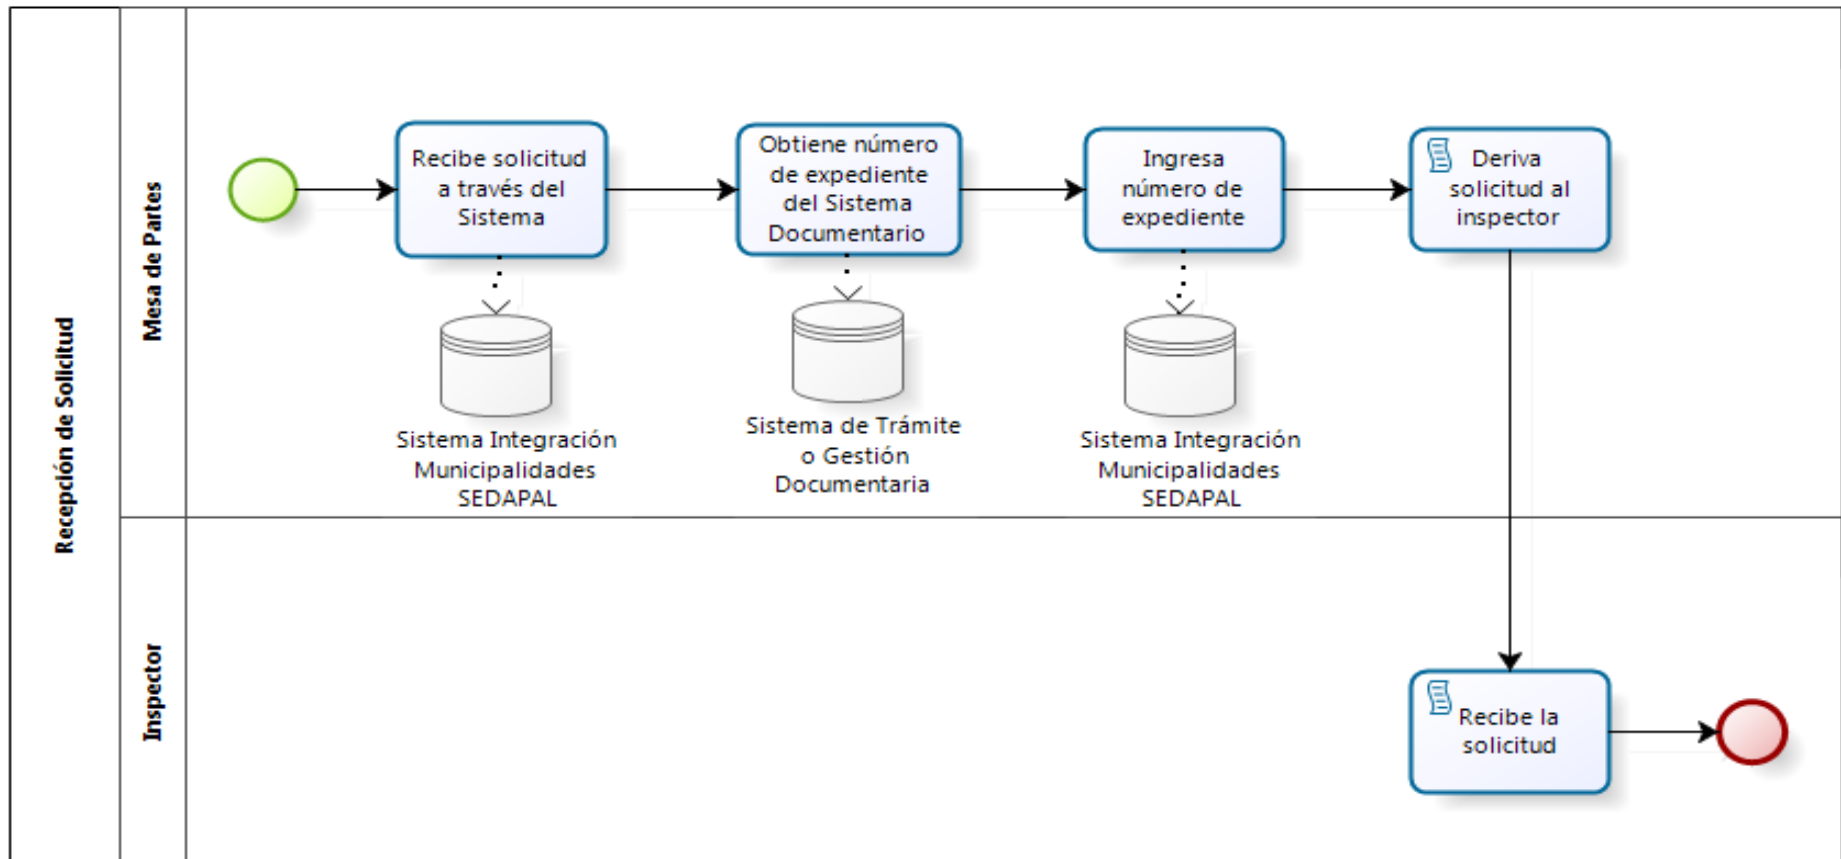 Recepción de Solicitud
Mesa de Partes
Recibe solicitud
a través del
Sistema
Obtiene número
de expediente
del Sistema
Documentario
Ingresa
número de
expediente
Deriva
solicitud al
inspector
Sistema Integración
Municipalidades
SEDAPAL
Sistema de Trámite
o Gestión
Documentaria
Sistema Integración
Municipalidades
SEDAPAL
Inspector
Recibe la
solicitud